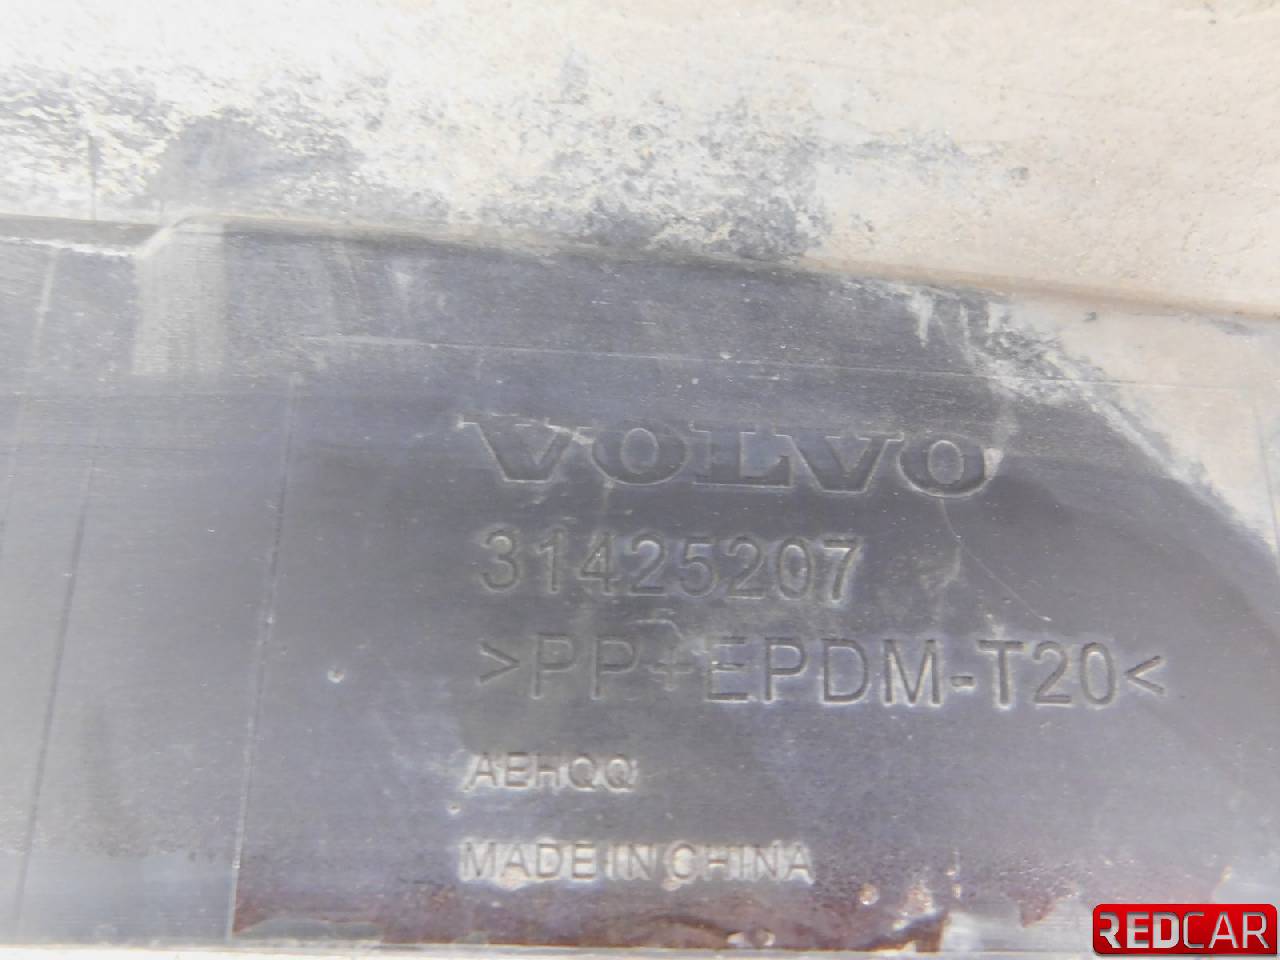 VOLVO
31425207
>PP+EPDM-T20<
AEHQQ
MADE IN CHINA
REDCAR